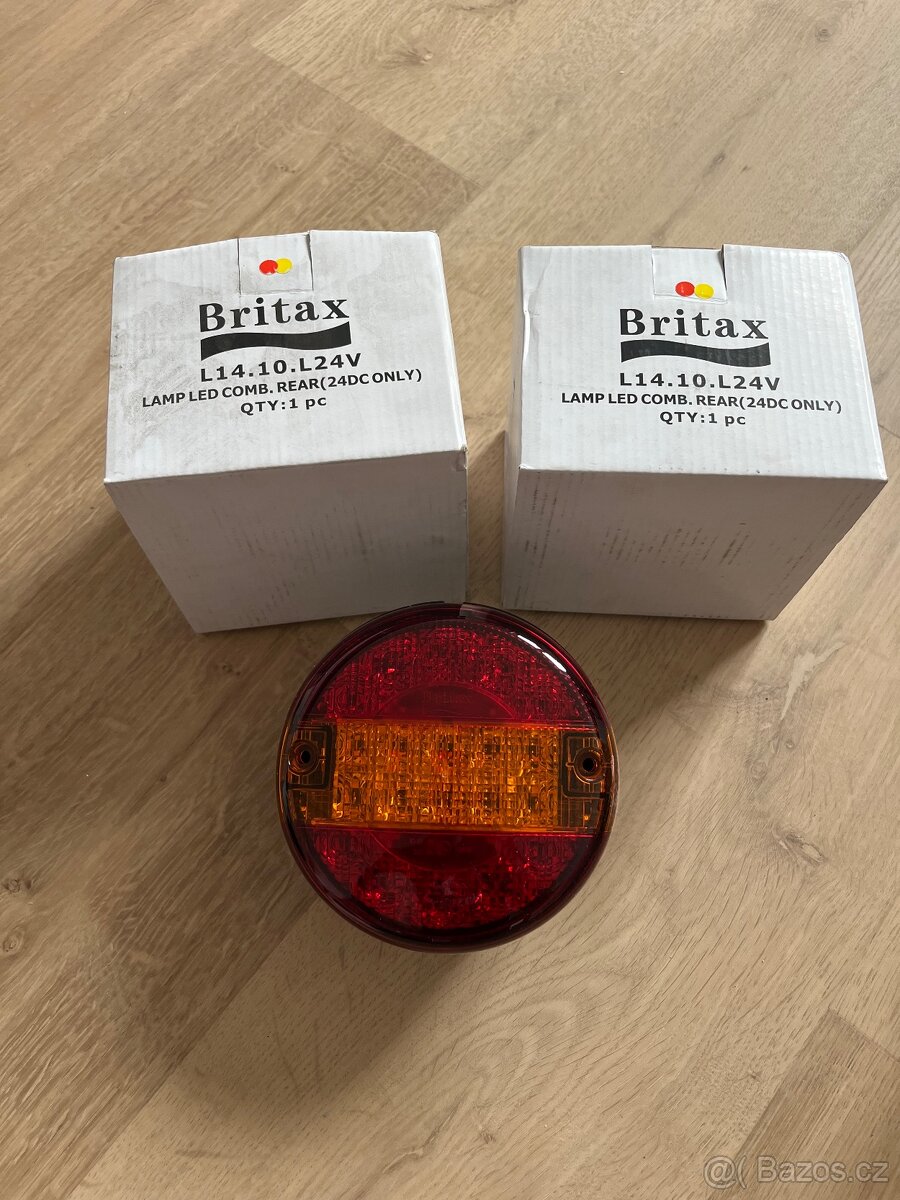 Britax
L14.10.L24V
LAMP LED COMB. REAR(24DC ONLY)
QTY:1 pc
Britax
L14.10.L24V
LAMP LED COMB. REAR(24DC ONLY)
QTY:1 pc
@( Bazos.cz